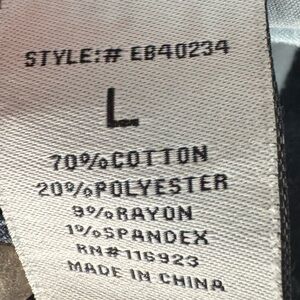 STYLE:# EB40234
L
70%COTTON
20%POLYESTER
9%RAYON
1%SPANDEX
RN#116923
MADE IN CHINA